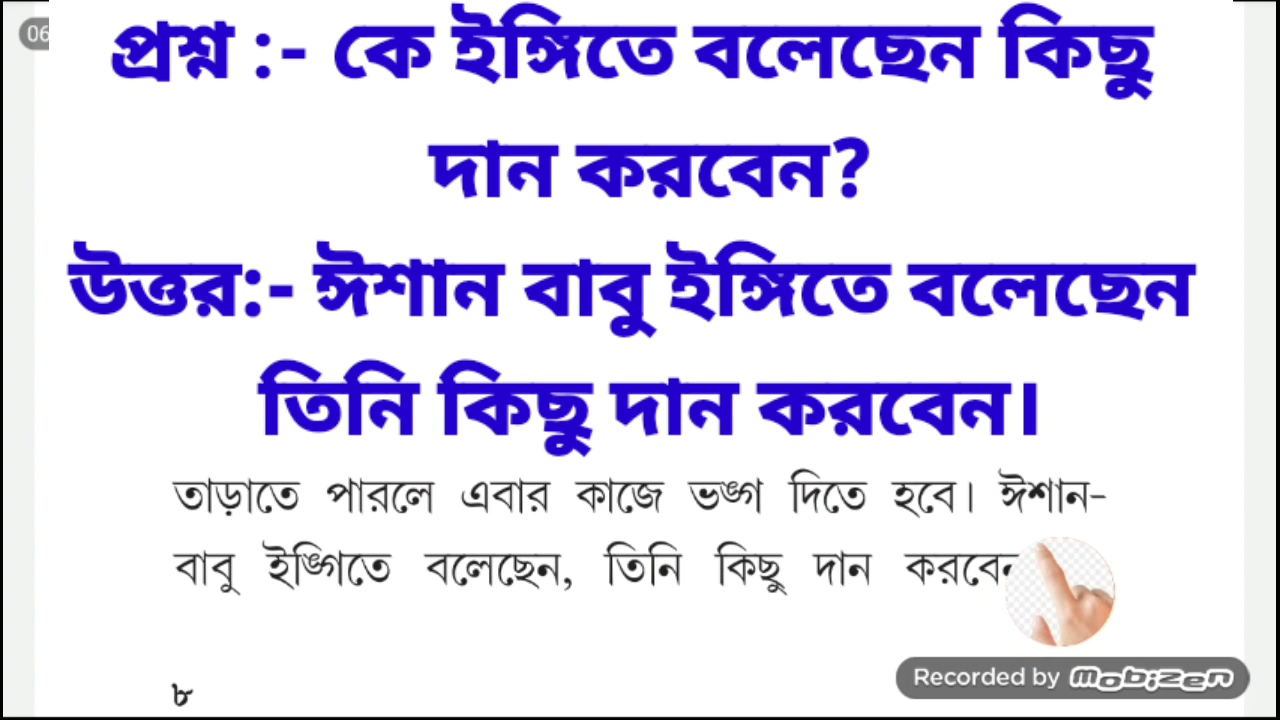 06
প্রশ্ন :- কে ইঙ্গিতে বলেছেন কিছু
দান করবেন?
উত্তর:- ঈশান বাবু ইঙ্গিতে বলেছেন
তিনি কিছু দান করবেন।
তাড়াতে পারলে এবার কাজে ভঙ্গ দিতে হবে। ঈশান-
বাবু ইঙ্গিতে বলেছেন, তিনি কিছু দান করবেন
৮
Recorded by mobizen